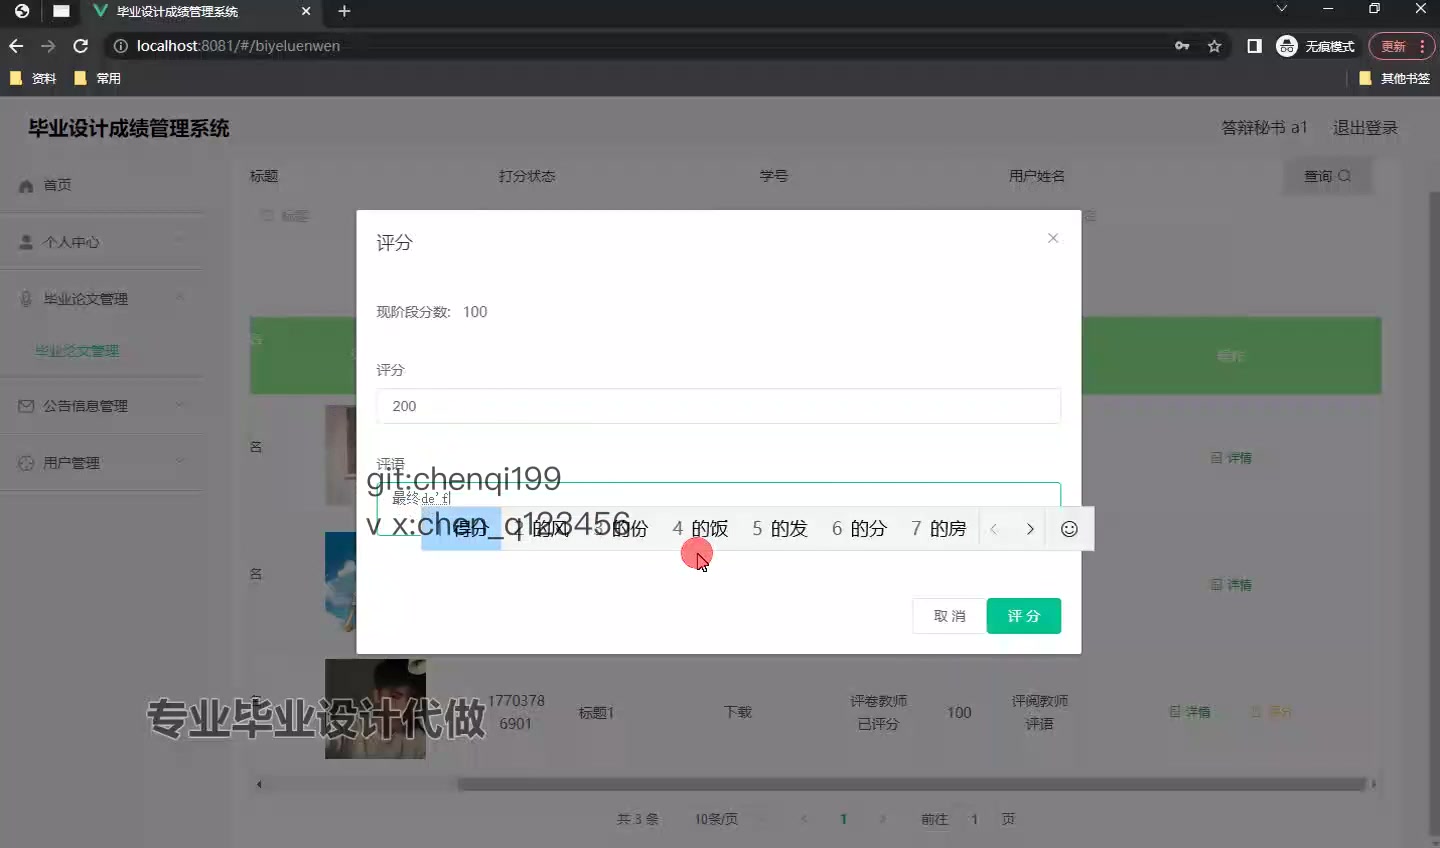 毕业设计成绩管理系统
localhost:8081/#/biyeluenwen
无痕模式
更新
资料
常用
其他书签
毕业设计成绩管理系统
答辩秘书 a1
退出登录
首页
个人中心
毕业论文管理
毕业论文管理
公告信息管理
用户管理
标题
打分状态
学号
用户姓名
查询
标题
评分
现阶段分数: 100
评分
200
评语
git:chenqi199
最终de'f
v x:chen_q123456
得分 的风 的份 4 的饭 5 的发 6 的分 7 的房
取 消
评 分
名
详情
名
详情
1770378
6901
标题1
下载
评卷教师
已评分
100
评阅教师
评语
详情
评分
专业毕业设计代做
共 3 条
10条/页
1
前往 1 页